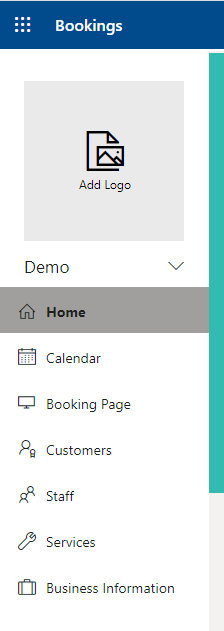 Bookings
Add Logo
Demo
Home
Calendar
Booking Page
Customers
Staff
Services
Business Information